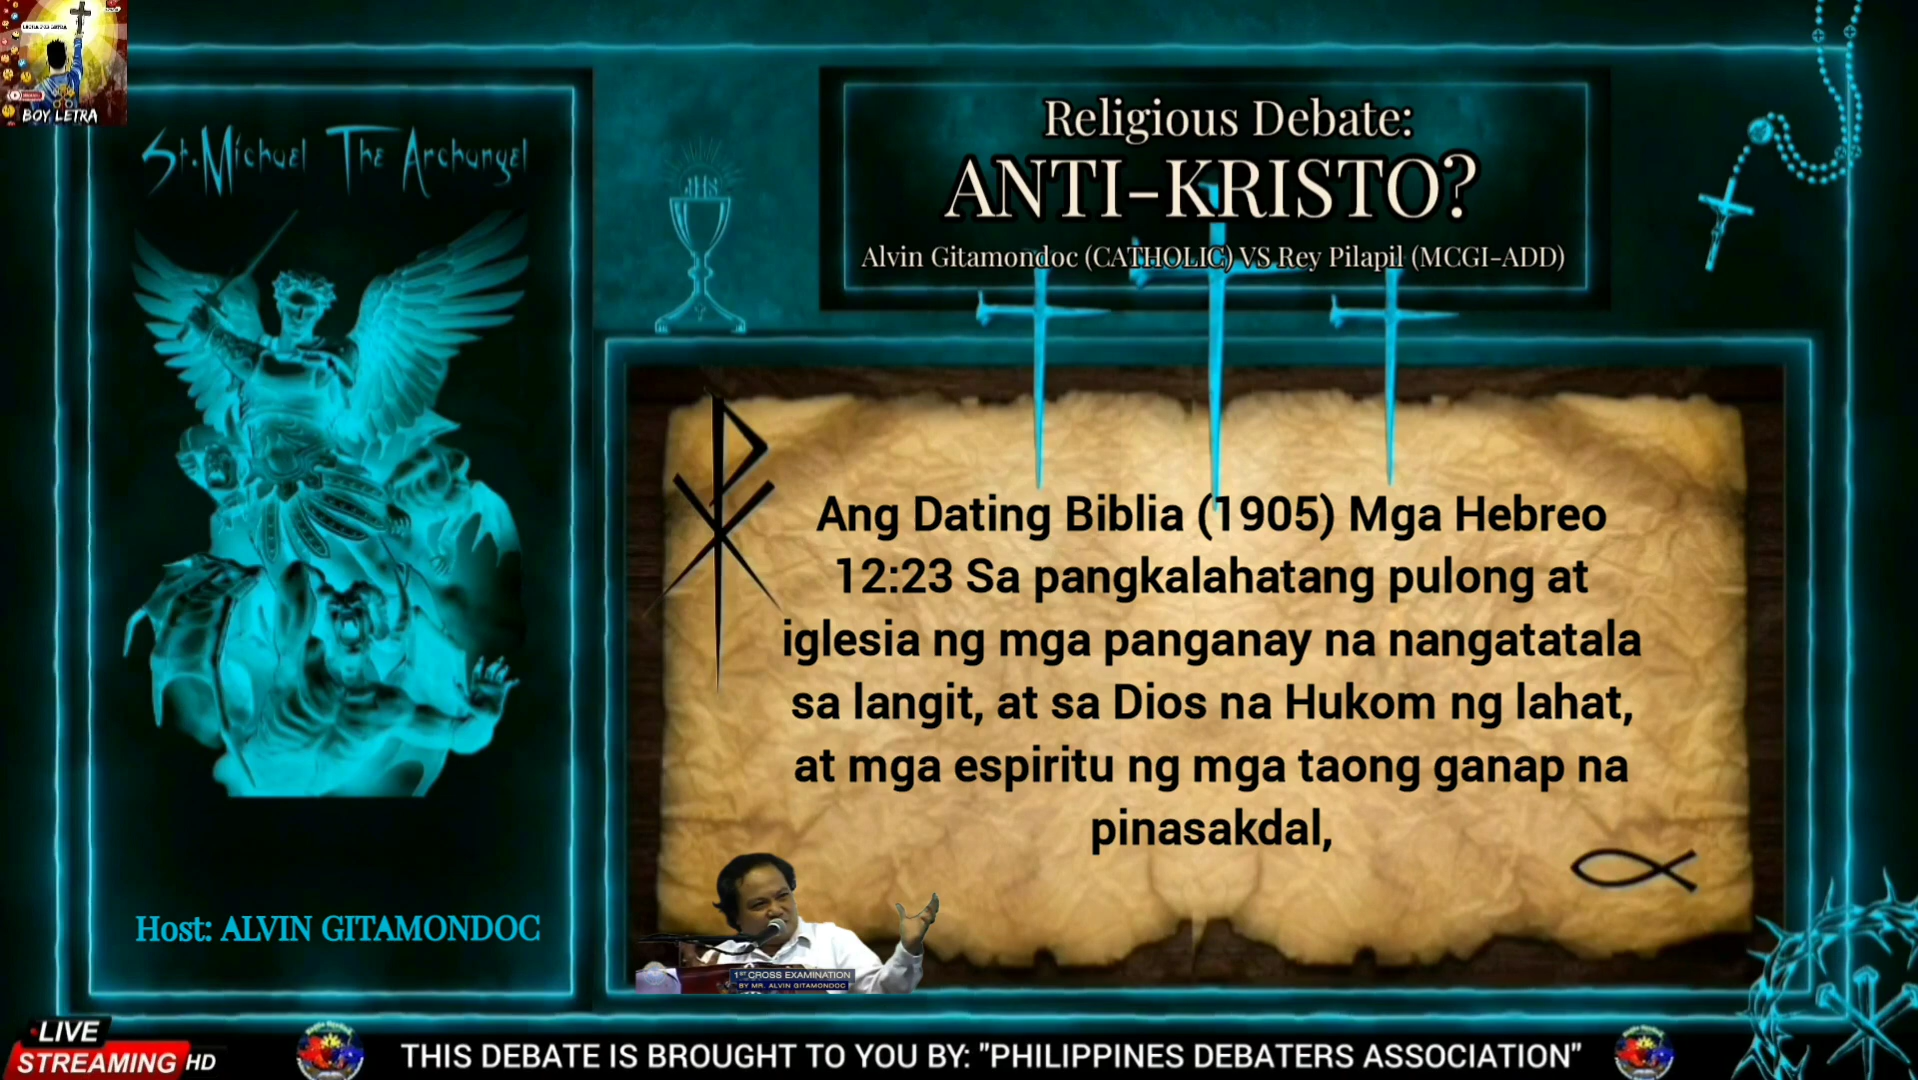 BOY LETRA
St.Michael The Archangel
JHS
Religious Debate:
ANTI-KRISTO?
Alvin Gitamondoc (CATHOLIC) VS Rey Pilapil (MCGI-ADD)
Ang Dating Biblia (1905) Mga Hebreo
12:23 Sa pangkalahatang pulong at
iglesia ng mga panganay na nangatatala
sa langit, at sa Dios na Hukom ng lahat,
at mga espiritu ng mga taong ganap na
pinasakdal,
1ST CROSS EXAMINATION
BY MR. ALVIN GITAMONDOC
Host: ALVIN GITAMONDOC
LIVE
STREAMING HD
THIS DEBATE IS BROUGHT TO YOU BY: "PHILIPPINES DEBATERS ASSOCIATION"